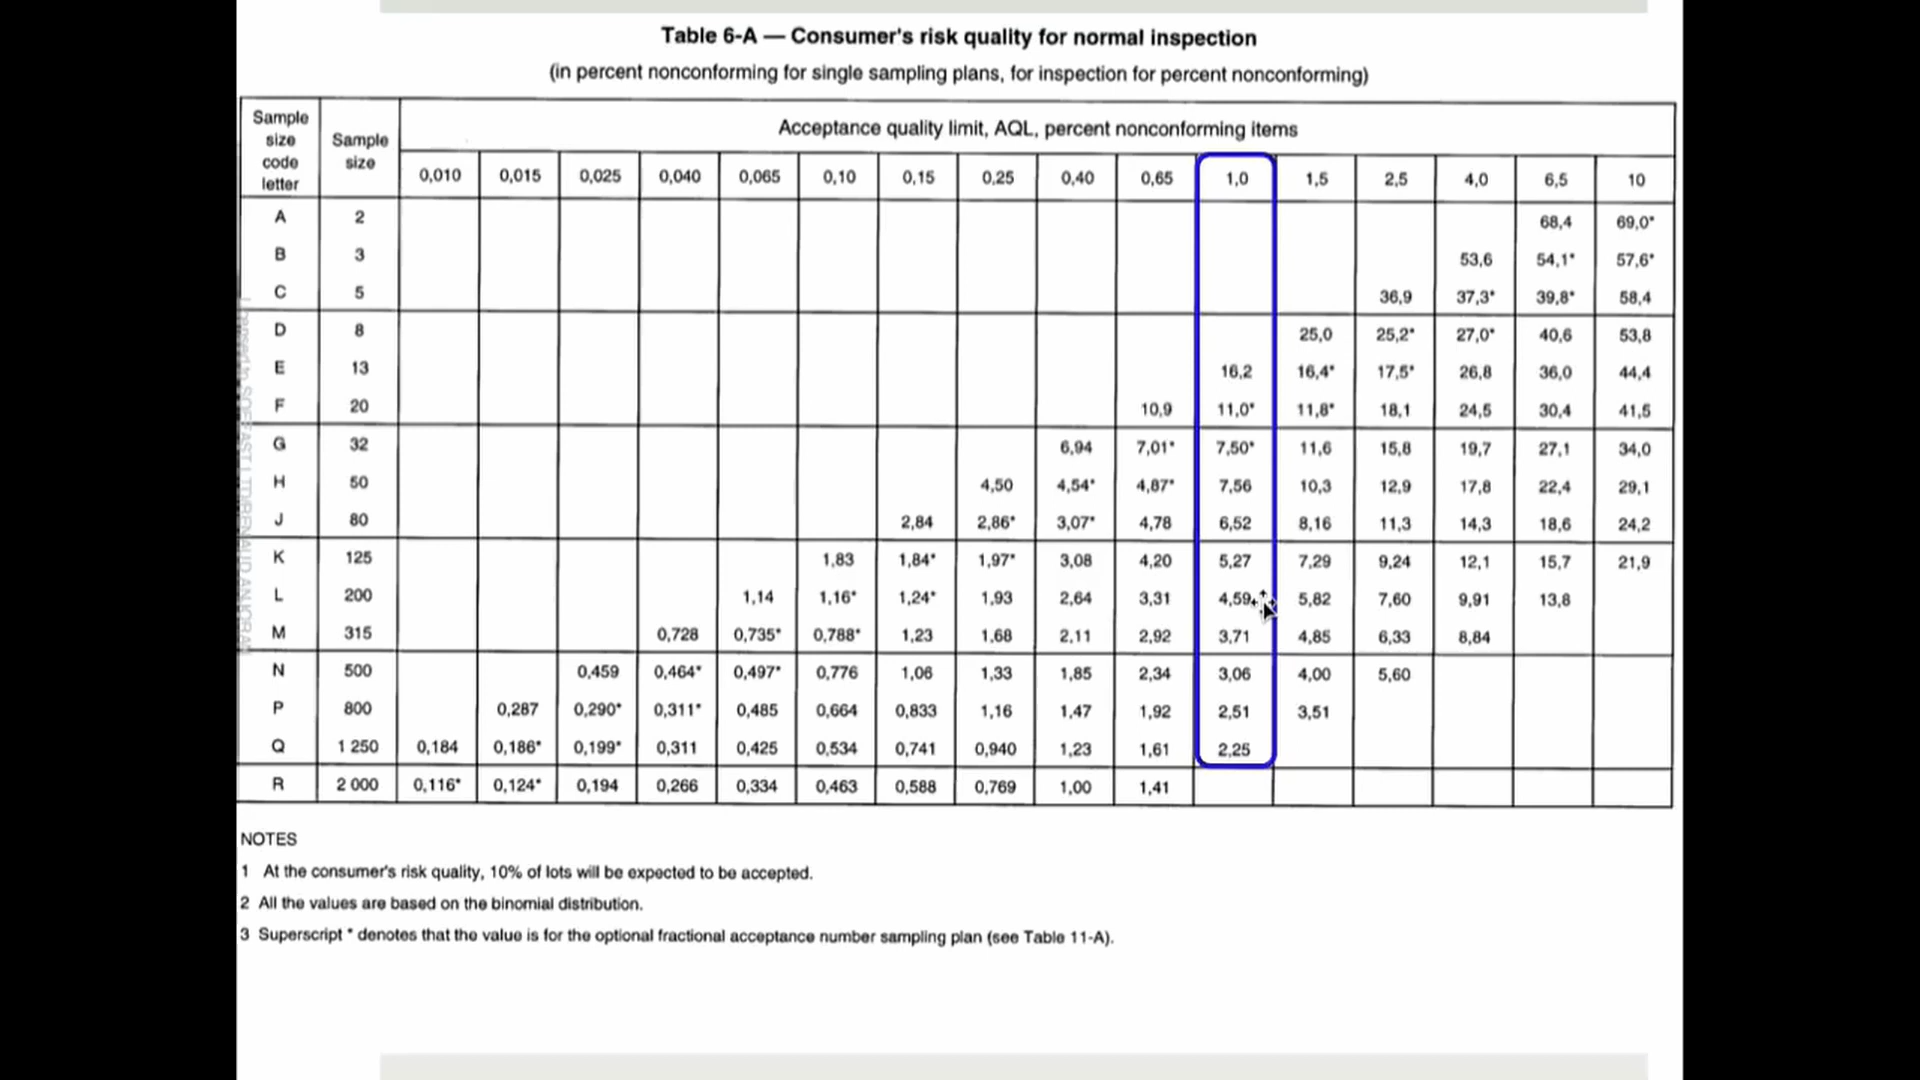 Table 6-A — Consumer's risk quality for normal inspection
(in percent nonconforming for single sampling plans, for inspection for percent nonconforming)
Sample size code letter Sample size Acceptance quality limit, AQL, percent nonconforming items
0,010 0,015 0,025 0,040 0,065 0,10 0,15 0,25 0,40 0,65 1,0 1,5 2,5 4,0 6,5 10
A 2 68,4 69,0*
B 3 53,6 54,1* 57,6*
C 5 36,9 37,3* 39,8* 58,4
D 8 25,0 25,2* 27,0* 40,6 53,8
E 13 16,2 16,4* 17,5* 26,8 36,0 44,4
F 20 10,9 11,0* 11,8* 18,1 24,5 30,4 41,5
G 32 6,94 7,01* 7,50* 11,6 15,8 19,7 27,1 34,0
H 50 4,50 4,54* 4,87* 7,56 10,3 12,9 17,8 22,4 29,1
J 80 2,84 2,86* 3,07* 4,78 6,52 8,16 11,3 14,3 18,6 24,2
K 125 1,83 1,84* 1,97* 3,08 4,20 5,27 7,29 9,24 12,1 15,7 21,9
L 200 1,14 1,16* 1,24* 1,93 2,64 3,31 4,59 5,82 7,60 9,91 13,8
M 315 0,728 0,735* 0,788* 1,23 1,68 2,11 2,92 3,71 4,85 6,33 8,84
N 500 0,459 0,464* 0,497* 0,776 1,06 1,33 1,85 2,34 3,06 4,00 5,60
P 800 0,287 0,290* 0,311* 0,485 0,664 0,833 1,16 1,47 1,92 2,51 3,51
Q 1 250 0,184 0,186* 0,199* 0,311 0,425 0,534 0,741 0,940 1,23 1,61 2,25
R 2 000 0,116* 0,124* 0,194 0,266 0,334 0,463 0,588 0,769 1,00 1,41
NOTES
1 At the consumer's risk quality, 10% of lots will be expected to be accepted.
2 All the values are based on the binomial distribution.
3 Superscript * denotes that the value is for the optional fractional acceptance number sampling plan (see Table 11-A).